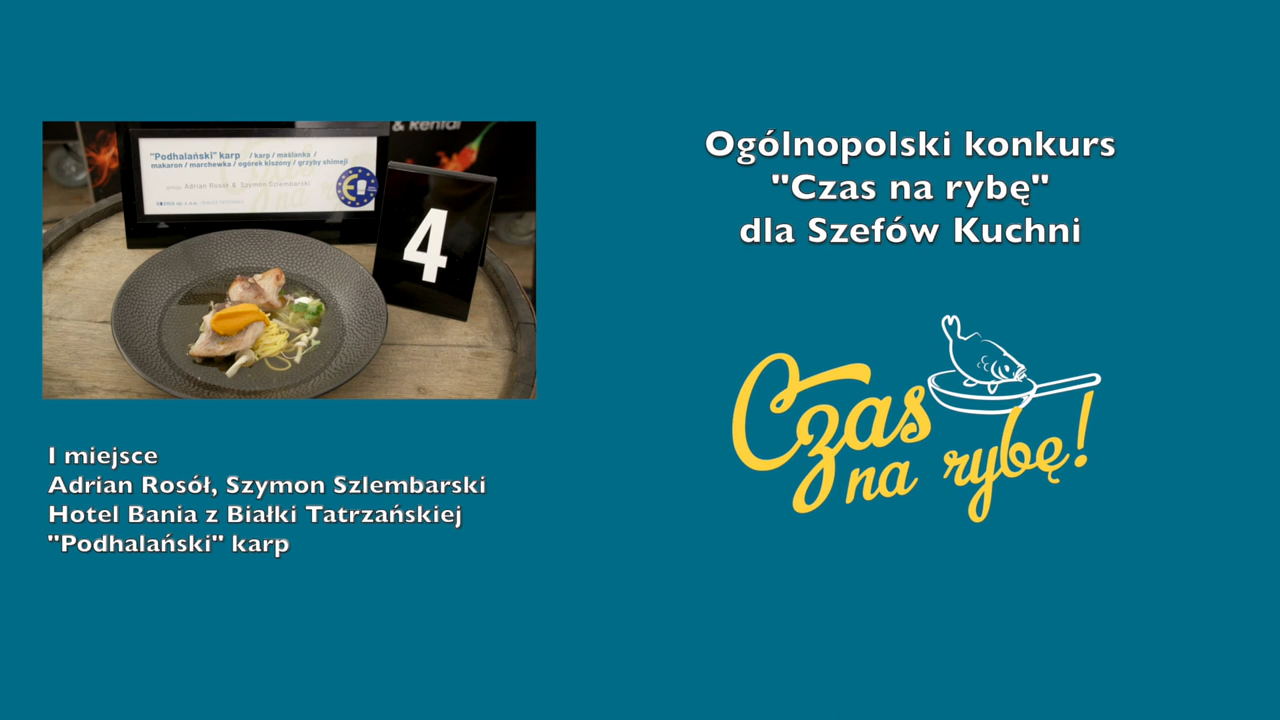 & Rental
"Podhalański" karp / karp / maślanka /
makaron / marchewka / ogórek kiszony / grzyby shimeji
Adrian Rosół & Szymon Szlembarski
4
I miejsce
Adrian Rosół, Szymon Szlembarski
Hotel Bania z Białki Tatrzańskiej
"Podhalański" karp
Ogólnopolski konkurs
"Czas na rybę"
dla Szefów Kuchni
Czas
na rybę!